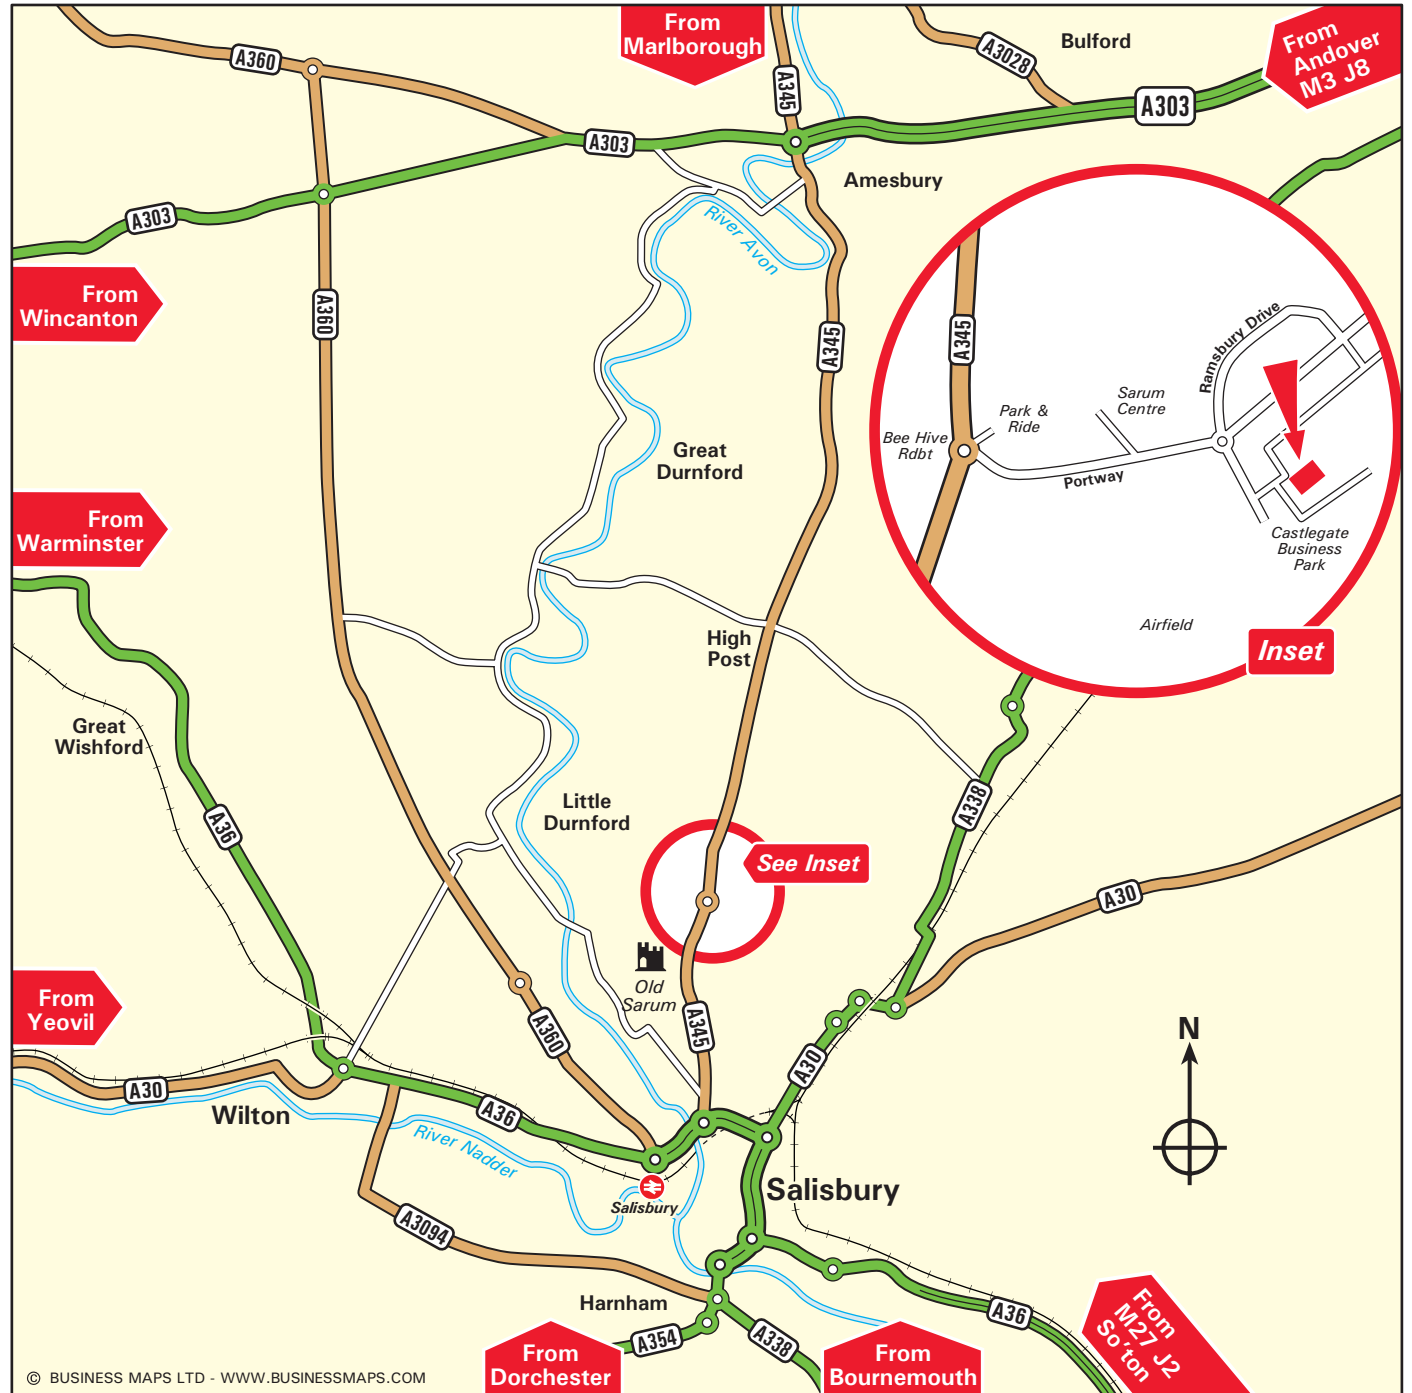 From
Marlborough
A3028
Bulford
From
Andover
M3 J8
A360
A345
A303
A303
Amesbury
A303
River Avon
From
Wincanton
A360
A345
A345
Ramsbury Drive
Sarum
Centre
Park &
Ride
Bee Hive
Rdbt
Portway
Castlegate
Business
Park
Airfield
Inset
Great
Durnford
From
Warminster
High
Post
Great
Wishford
A36
Little
Durnford
A338
See Inset
A30
Old
Sarum
From
Yeovil
A360
A345
A30
N
A30
Wilton
A36
River Nadder
Salisbury
Salisbury
A3094
Harnham
A354
A338
A36
From
Dorchester
From
Bournemouth
From
M27 J2
So'ton
© BUSINESS MAPS LTD - WWW.BUSINESSMAPS.COM